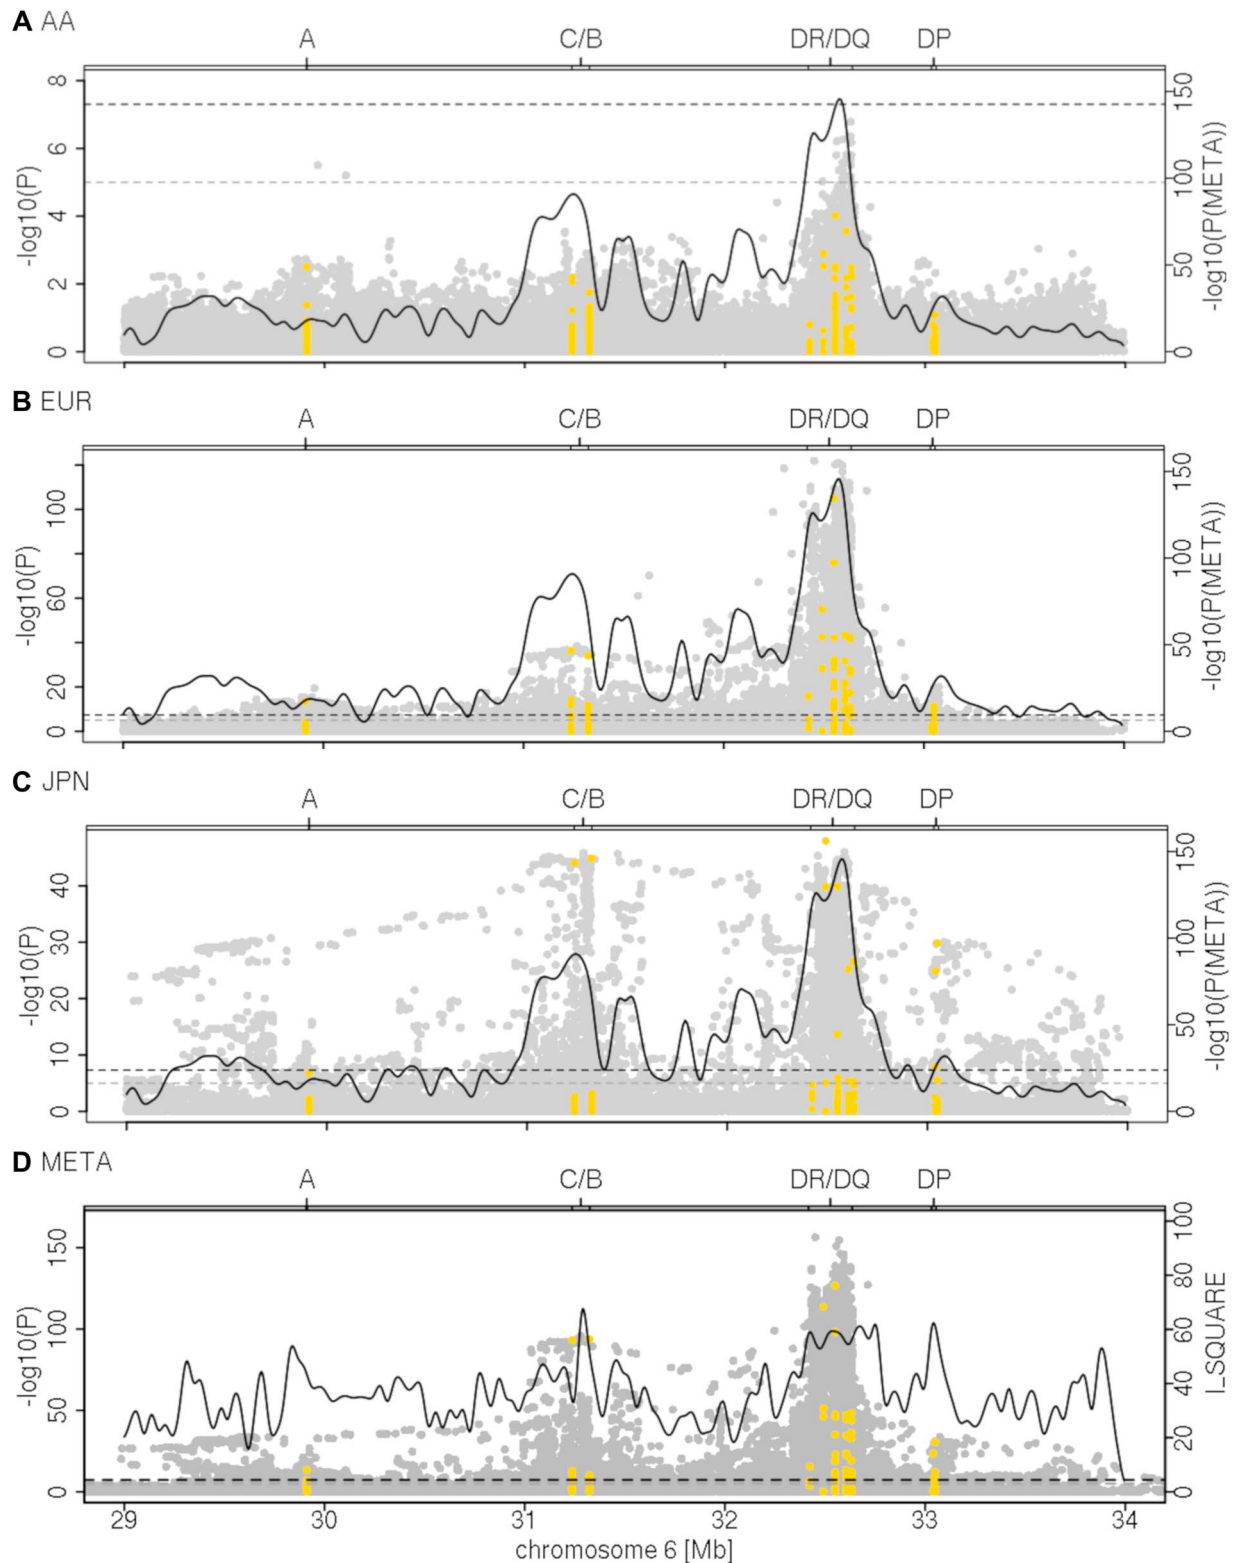 A AA
A C/B DR/DQ DP
-log10(P)
0 2 4 6 8
0 50 100 150
-log10(P(META))
B EUR
A C/B DR/DQ DP
-log10(P)
0 20 60 100
0 50 100 150
-log10(P(META))
C JPN
A C/B DR/DQ DP
-log10(P)
0 10 20 30 40
0 50 100 150
-log10(P(META))
D META
A C/B DR/DQ DP
-log10(P)
0 50 100 150
0 20 40 60 80 100
I_SQUARE
29 30 31 32 33 34
chromosome 6 [Mb]